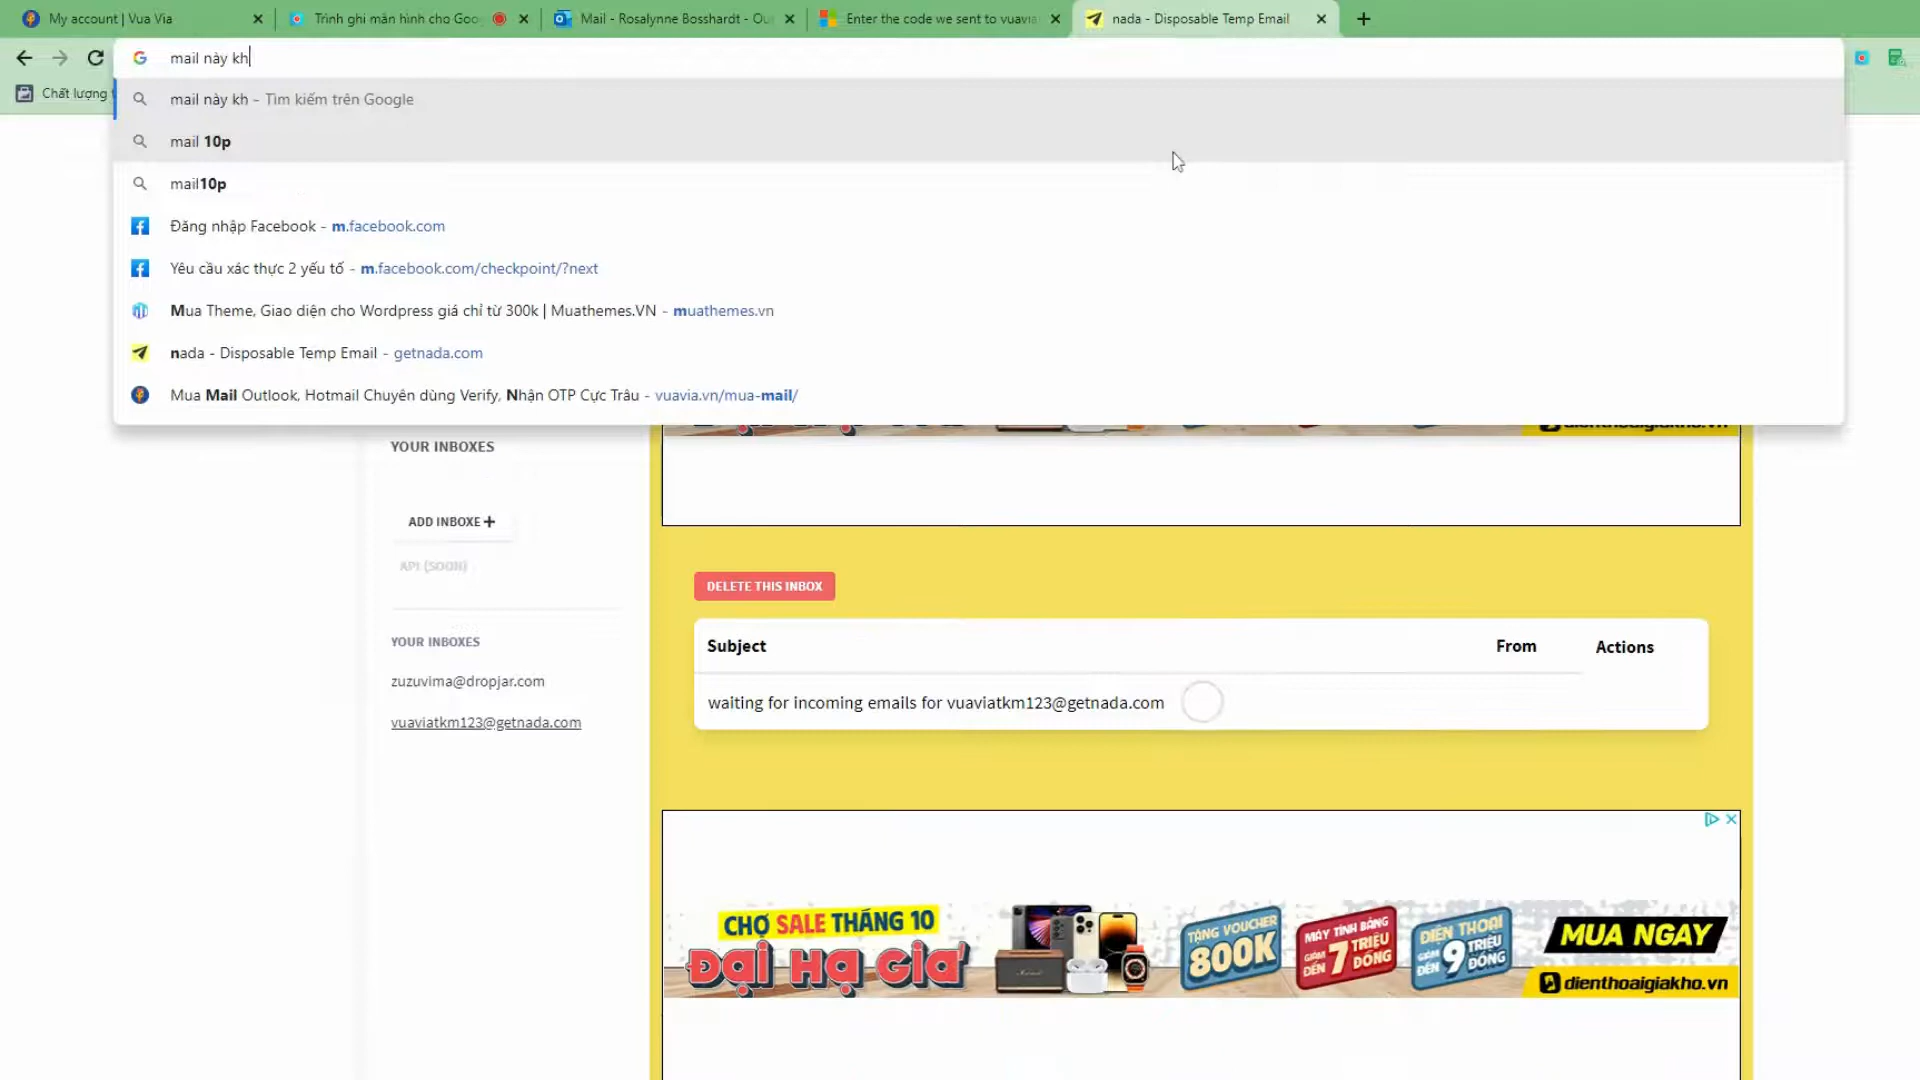 My account | Vua Via
Trình ghi màn hình cho Goo
Mail - Rosalynne Bosshardt - Ou
Enter the code we sent to vuavia
nada - Disposable Temp Email
mail này kh
Chất lượng
mail này kh - Tìm kiếm trên Google
mail 10p
mail10p
Đăng nhập Facebook - m.facebook.com
Yêu cầu xác thực 2 yếu tố - m.facebook.com/checkpoint/?next
Mua Theme, Giao diện cho Wordpress giá chỉ từ 300k | Muathemes.VN - muathemes.vn
nada - Disposable Temp Email - getnada.com
Mua Mail Outlook, Hotmail Chuyên dùng Verify, Nhận OTP Cực Trâu - vuavia.vn/mua-mail/
dienthoaigiakho.vn
YOUR INBOXES
ADD INBOXE +
API (SOON)
YOUR INBOXES
zuzuvima@dropjar.com
vuaviatkm123@getnada.com
DELETE THIS INBOX
Subject From Actions
waiting for incoming emails for vuaviatkm123@getnada.com
CHỢ SALE THÁNG 10
ĐẠI HẠ GIÁ
TẶNG VOUCHER
800K
MÁY TÍNH BẢNG
GIẢM ĐẾN 7 TRIỆU ĐỒNG
ĐIỆN THOẠI
GIẢM ĐẾN 9 TRIỆU ĐỒNG
MUA NGAY
dienthoaigiakho.vn